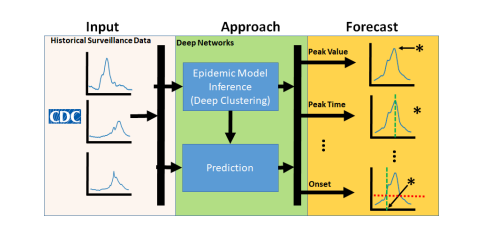 Input
Approach
Forecast
Historical Surveillance Data
Deep Networks
CDC
Epidemic Model
Inference
(Deep Clustering)
Prediction
Peak Value
*
Peak Time
*
Onset
*